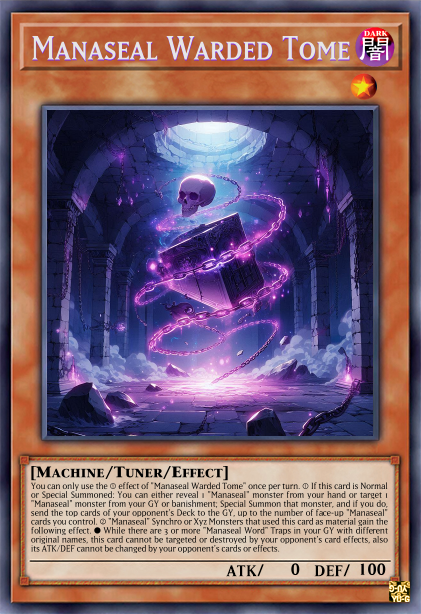 MANASEAL WARDED TOME
DARK
闇
[MACHINE/TUNER/EFFECT]
You can only use the ① effect of "Manaseal Warded Tome" once per turn. ① If this card is Normal
or Special Summoned: You can either reveal 1 "Manaseal" monster from your hand or target 1
"Manaseal" monster from your GY or banishment; Special Summon that monster, and if you do,
send the top cards of your opponent's Deck to the GY, up to the number of face-up "Manaseal"
cards you control. ② "Manaseal" Synchro or Xyz Monsters that used this card as material gain the
following effect. ● While there are 3 or more "Manaseal Word" Traps in your GY with different
original names, this card cannot be targeted or destroyed by your opponent's card effects, also
its ATK/DEF cannot be changed by your opponent's cards or effects.
ATK/ 0 DEF/ 100